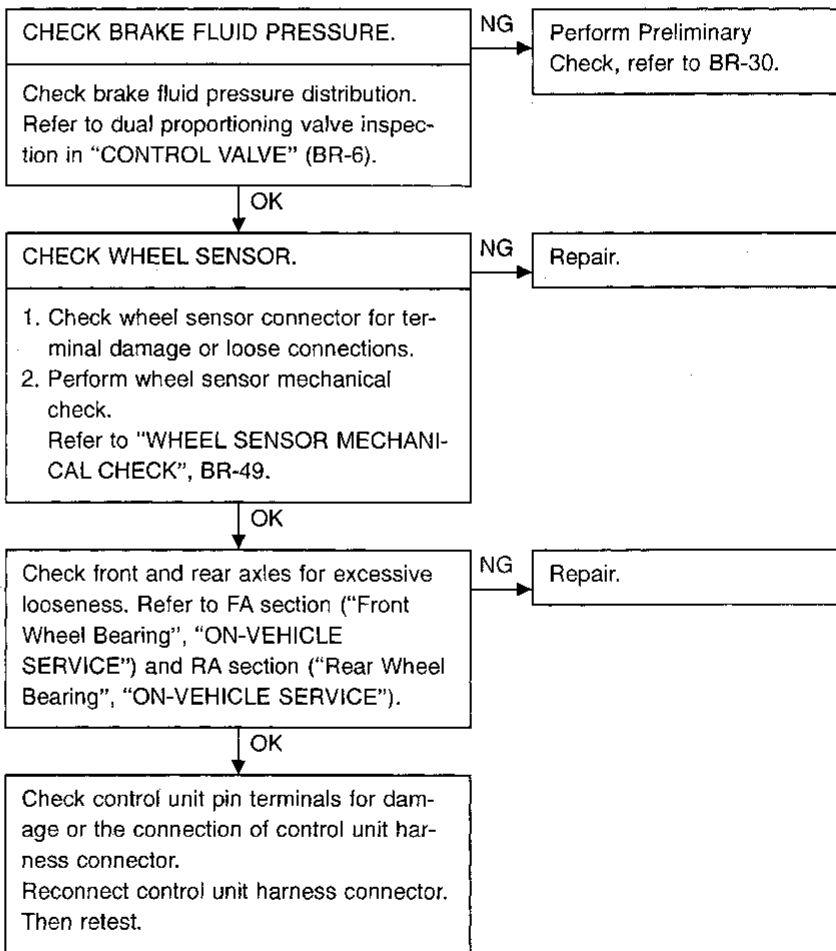 CHECK BRAKE FLUID PRESSURE.
NG
Perform Preliminary
Check, refer to BR-30.
Check brake fluid pressure distribution.
Refer to dual proportioning valve inspec-
tion in “CONTROL VALVE” (BR-6).
OK
CHECK WHEEL SENSOR.
NG
Repair.
1. Check wheel sensor connector for ter-
minal damage or loose connections.
2. Perform wheel sensor mechanical
check.
Refer to “WHEEL SENSOR MECHANI-
CAL CHECK”, BR-49.
OK
Check front and rear axles for excessive
looseness. Refer to FA section (“Front
Wheel Bearing”, “ON-VEHICLE
SERVICE”) and RA section (“Rear Wheel
Bearing”, “ON-VEHICLE SERVICE”).
NG
Repair.
OK
Check control unit pin terminals for dam-
age or the connection of control unit har-
ness connector.
Reconnect control unit harness connector.
Then retest.